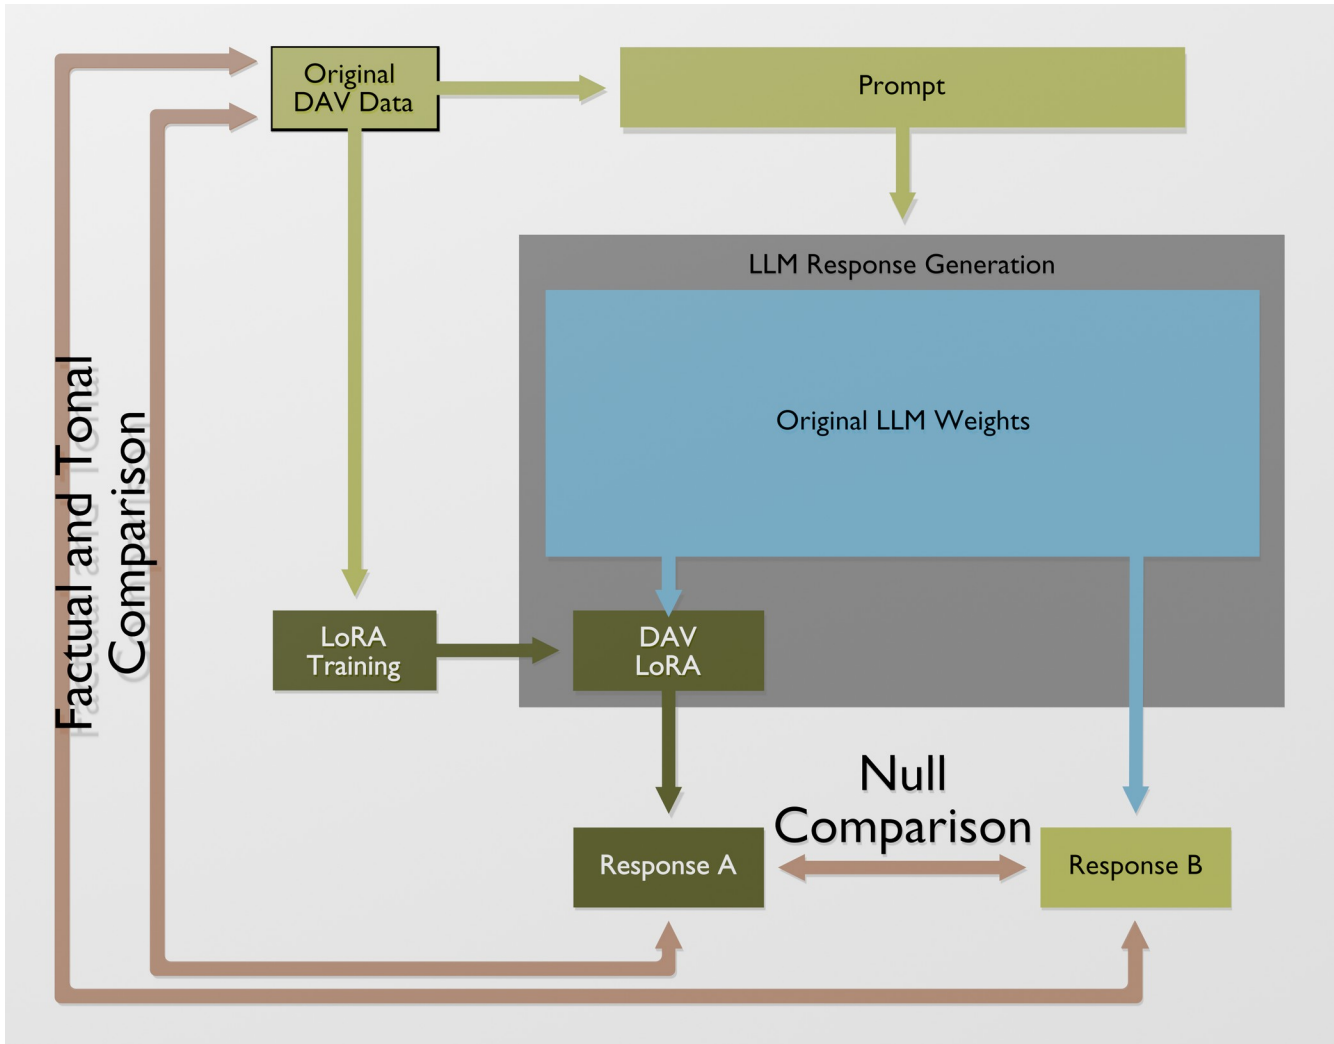 Original
DAV Data
Prompt
LLM Response Generation
Original LLM Weights
Factual and Tonal
Comparison
LoRA
Training
DAV
LoRA
Null
Comparison
Response A
Response B